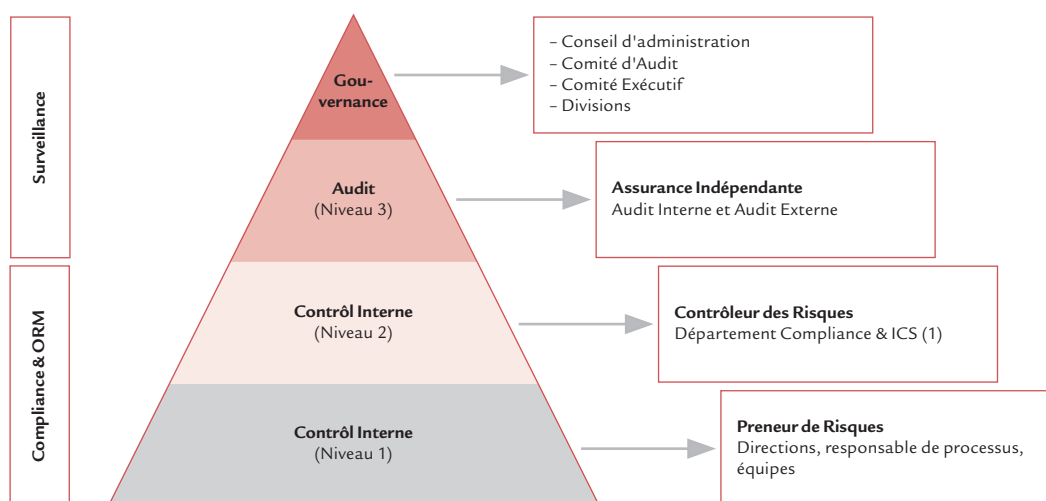 Surveillance
Gou-
vernance
– Conseil d'administration
– Comité d'Audit
– Comité Exécutif
– Divisions
Audit
(Niveau 3)
Assurance Indépendante
Audit Interne et Audit Externe
Compliance & ORM
Contrôl Interne
(Niveau 2)
Contrôleur des Risques
Département Compliance & ICS (1)
Contrôl Interne
(Niveau 1)
Preneur de Risques
Directions, responsable de processus,
équipes